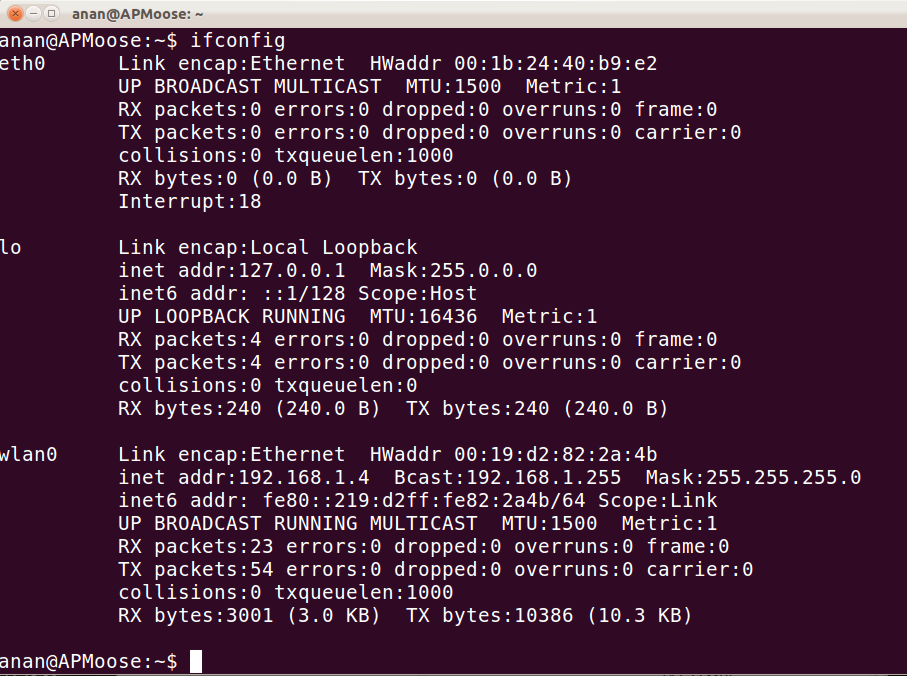 anan@APMoose: ~
anan@APMoose:~$ ifconfig
eth0      Link encap:Ethernet  HWaddr 00:1b:24:40:b9:e2
          UP BROADCAST MULTICAST  MTU:1500  Metric:1
          RX packets:0 errors:0 dropped:0 overruns:0 frame:0
          TX packets:0 errors:0 dropped:0 overruns:0 carrier:0
          collisions:0 txqueuelen:1000
          RX bytes:0 (0.0 B)  TX bytes:0 (0.0 B)
          Interrupt:18
lo        Link encap:Local Loopback
          inet addr:127.0.0.1  Mask:255.0.0.0
          inet6 addr: ::1/128 Scope:Host
          UP LOOPBACK RUNNING  MTU:16436  Metric:1
          RX packets:4 errors:0 dropped:0 overruns:0 frame:0
          TX packets:4 errors:0 dropped:0 overruns:0 carrier:0
          collisions:0 txqueuelen:0
          RX bytes:240 (240.0 B)  TX bytes:240 (240.0 B)
wlan0     Link encap:Ethernet  HWaddr 00:19:d2:82:2a:4b
          inet addr:192.168.1.4  Bcast:192.168.1.255  Mask:255.255.255.0
          inet6 addr: fe80::219:d2ff:fe82:2a4b/64 Scope:Link
          UP BROADCAST RUNNING MULTICAST  MTU:1500  Metric:1
          RX packets:23 errors:0 dropped:0 overruns:0 frame:0
          TX packets:54 errors:0 dropped:0 overruns:0 carrier:0
          collisions:0 txqueuelen:1000
          RX bytes:3001 (3.0 KB)  TX bytes:10386 (10.3 KB)
anan@APMoose:~$